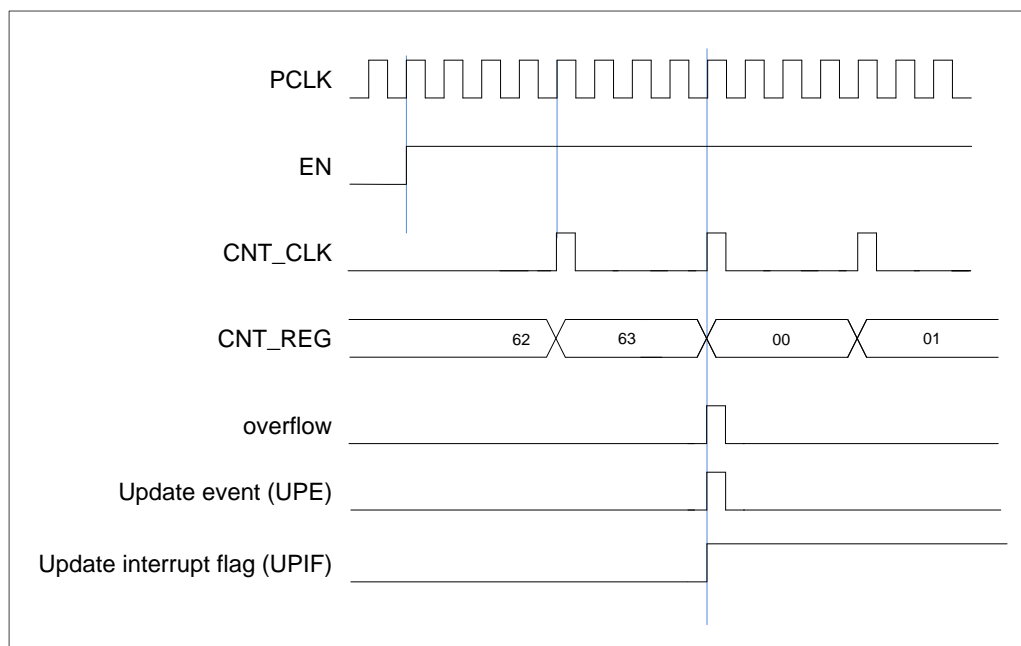 PCLK
EN
CNT_CLK
CNT_REG
62
63
00
01
overflow
Update event (UPE)
Update interrupt flag (UPIF)